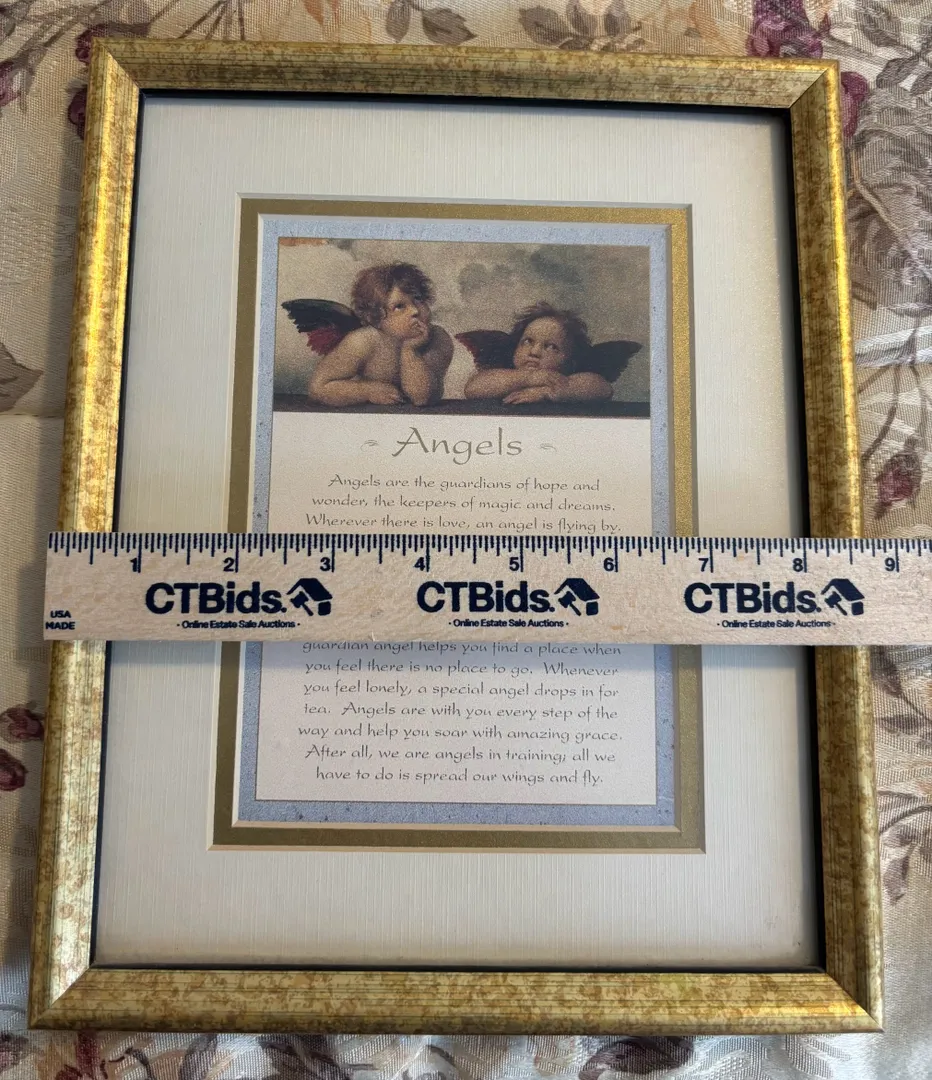 Angels
Angels are the guardians of hope and
wonder, the keepers of magic and dreams.
Wherever there is love, an angel is flying by.
1 2 3 4 5 6 7 8 9
CTBids. CTBids. CTBids.
USA
MADE
· Online Estate Sale Auctions · · Online Estate Sale Auctions · · Online Estate Sale Auctions ·
guardian angel helps you find a place when
you feel there is no place to go. Whenever
you feel lonely, a special angel drops in for
tea. Angels are with you every step of the
way and help you soar with amazing grace.
After all, we are angels in training; all we
have to do is spread our wings and fly.